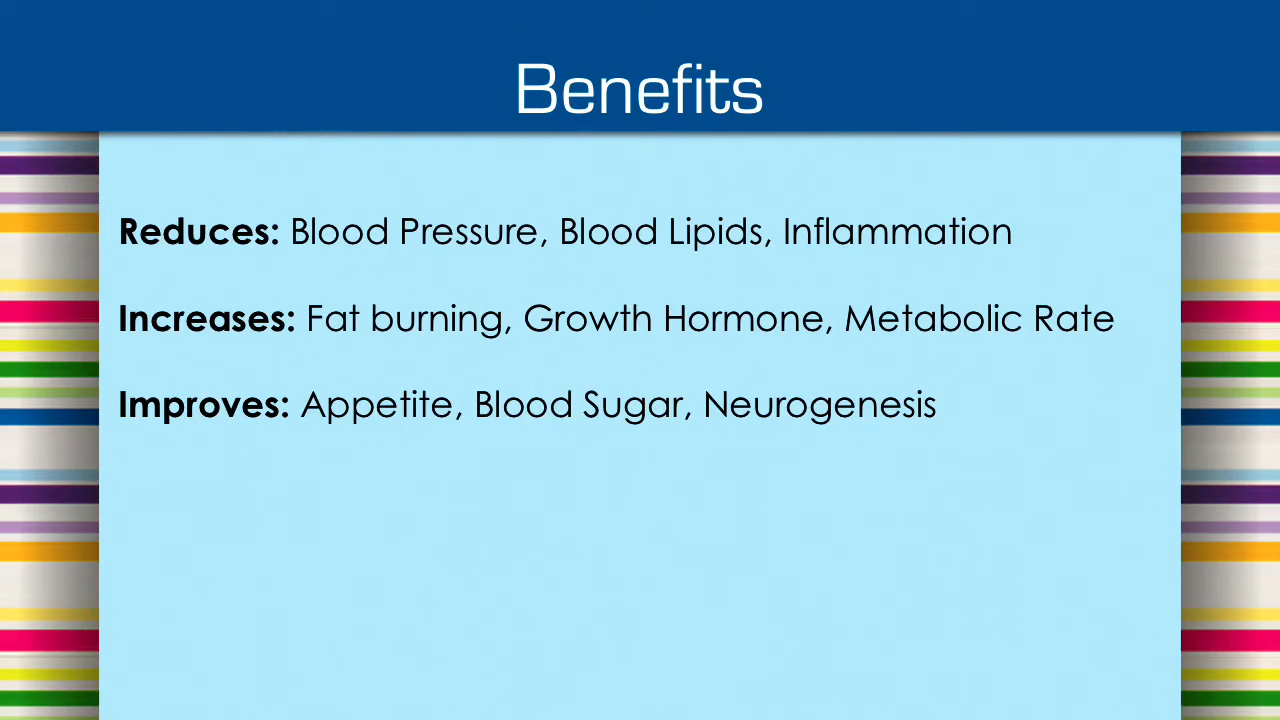 Benefits
Reduces: Blood Pressure, Blood Lipids, Inflammation
Increases: Fat burning, Growth Hormone, Metabolic Rate
Improves: Appetite, Blood Sugar, Neurogenesis